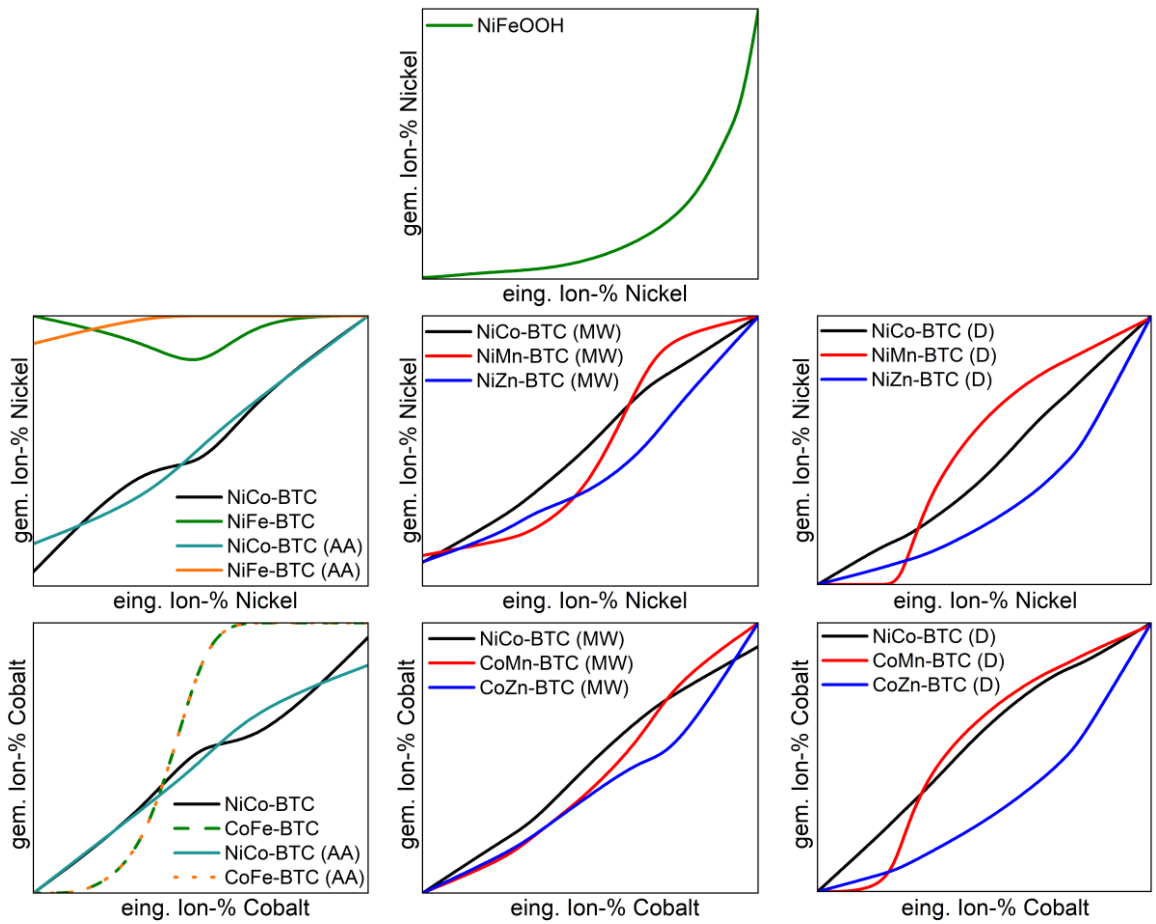 NiFeOOH
gem. Ion-% Nickel
eing. Ion-% Nickel
NiCo-BTC
NiFe-BTC
NiCo-BTC (AA)
NiFe-BTC (AA)
gem. Ion-% Nickel
eing. Ion-% Nickel
NiCo-BTC (MW)
NiMn-BTC (MW)
NiZn-BTC (MW)
gem. Ion-% Nickel
eing. Ion-% Nickel
NiCo-BTC (D)
NiMn-BTC (D)
NiZn-BTC (D)
gem. Ion-% Nickel
eing. Ion-% Nickel
NiCo-BTC
CoFe-BTC
NiCo-BTC (AA)
CoFe-BTC (AA)
gem. Ion-% Cobalt
eing. Ion-% Cobalt
NiCo-BTC (MW)
CoMn-BTC (MW)
CoZn-BTC (MW)
gem. Ion-% Cobalt
eing. Ion-% Cobalt
NiCo-BTC (D)
CoMn-BTC (D)
CoZn-BTC (D)
gem. Ion-% Cobalt
eing. Ion-% Cobalt